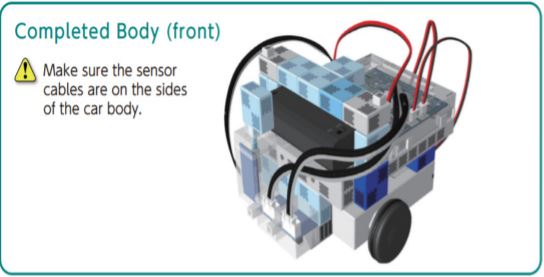 Completed Body (front)
Make sure the sensor
cables are on the sides
of the car body.